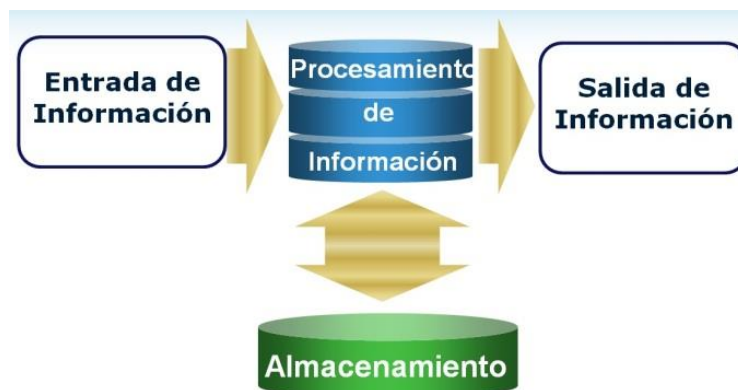 Entrada de
Información
Procesamiento
de
Información
Salida de
Información
Almacenamiento